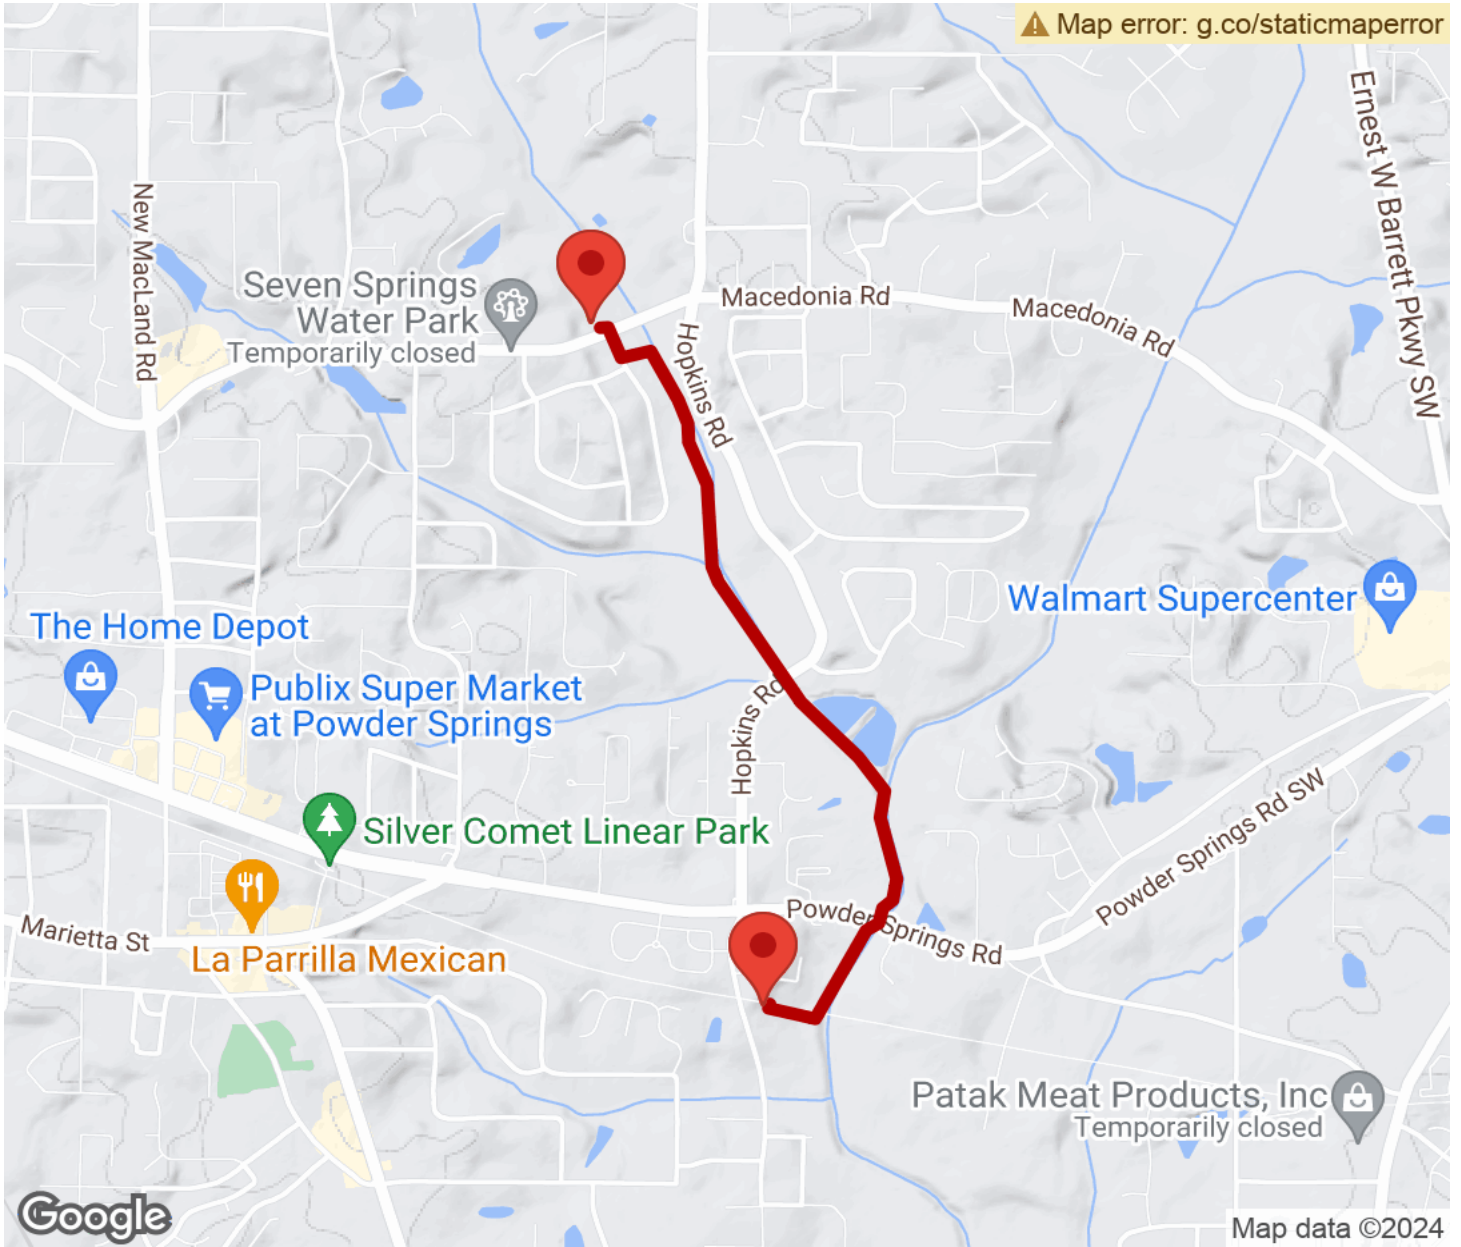 Map error: g.co/staticmaperror
Ernest W Barrett Pkwy SW
New MacLand Rd
Seven Springs
Water Park
Temporarily closed
Macedonia Rd
Macedonia Rd
Hopkins Rd
Walmart Supercenter
The Home Depot
Publix Super Market
at Powder Springs
Hopkins Rd
Silver Comet Linear Park
Powder Springs Rd SW
Marietta St
La Parrilla Mexican
Powder Springs Rd
Patak Meat Products, Inc
Temporarily closed
Google
Map data ©2024